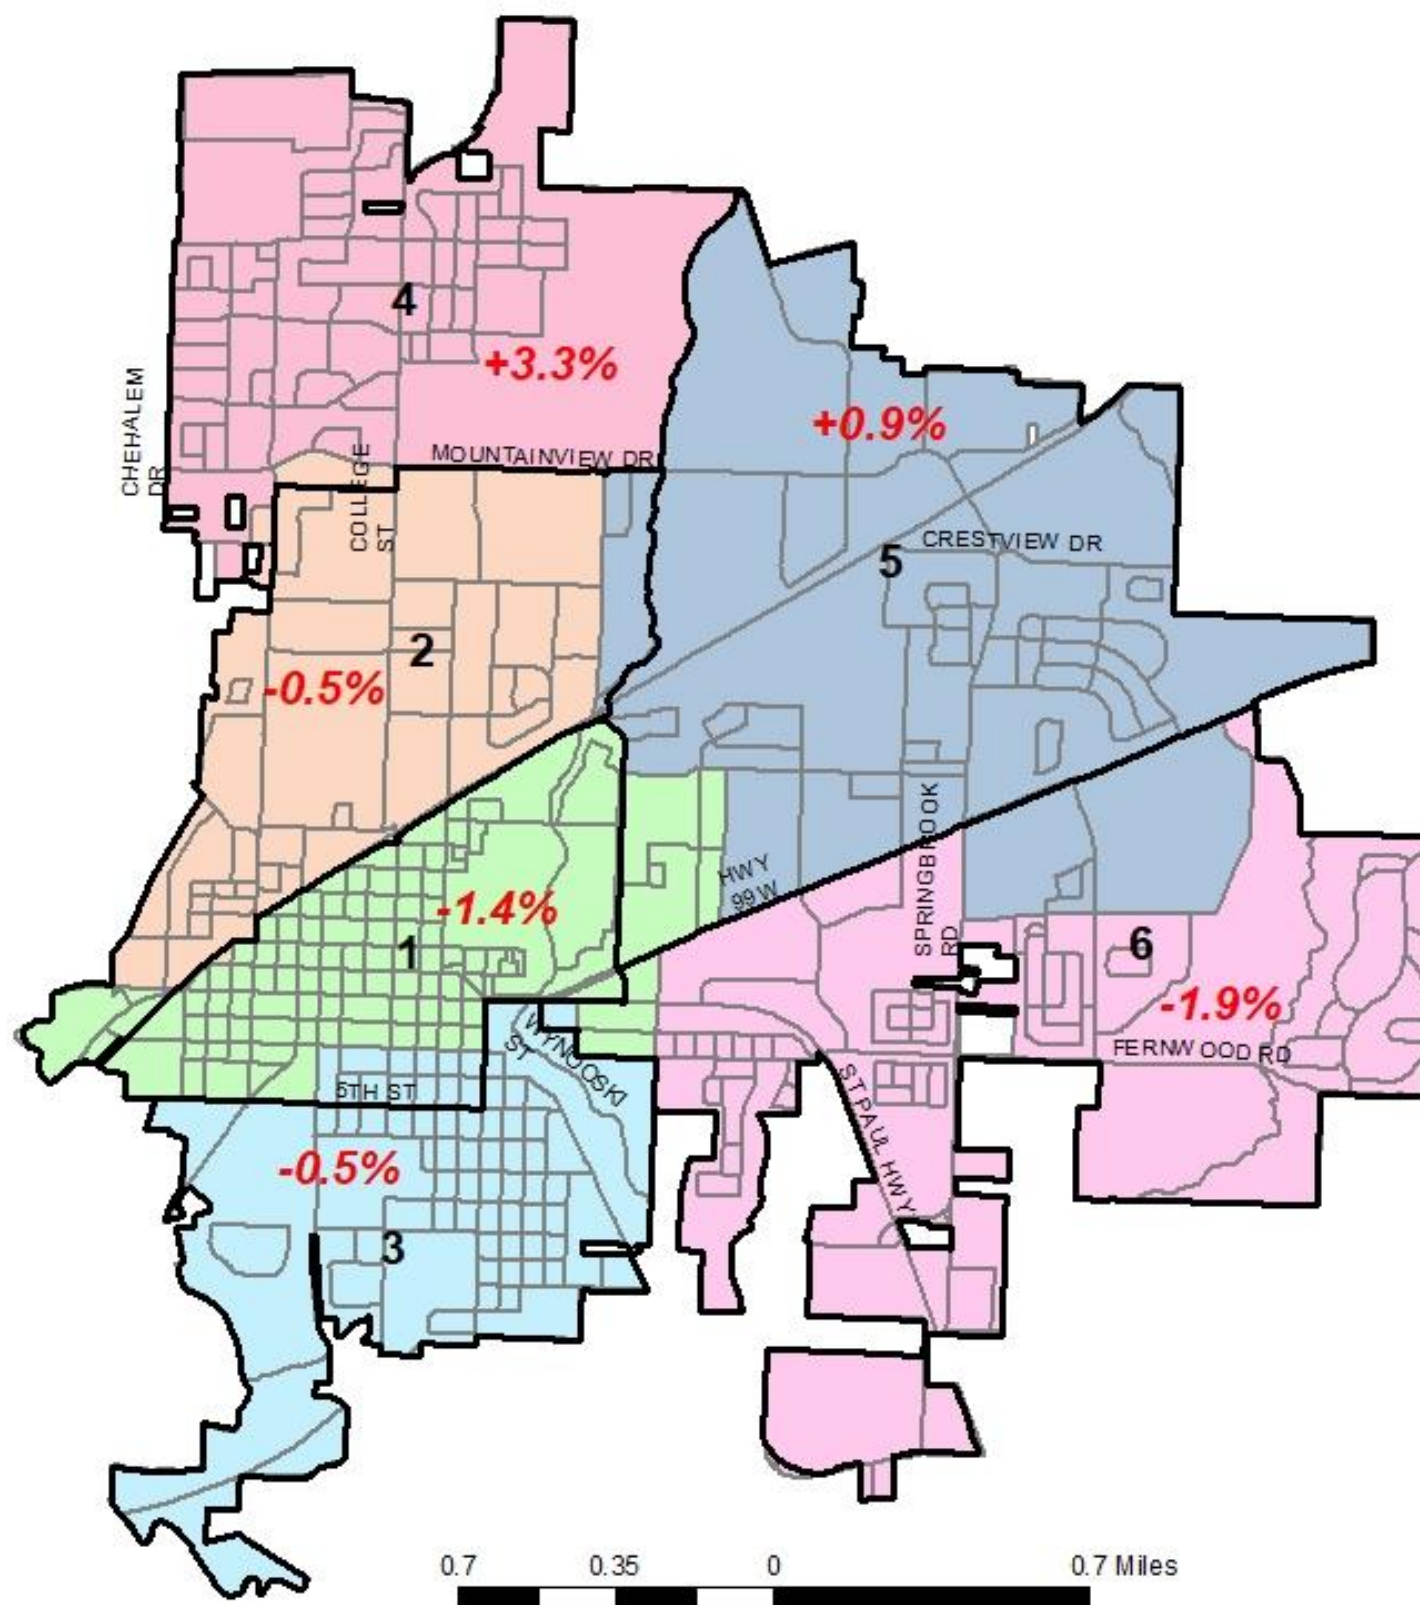 4
+3.3%
CHEHALEM
DR
+0.9%
MOUNTAINVIEW DR
COLLEGE
ST
CRESTVIEW DR
5
2
-0.5%
SPRINGBROOK
RD
HWY
99W
-1.4%
1
6
-1.9%
WYNOOSKI
ST
FERNWOOD RD
5TH ST
ST PAUL HWY
-0.5%
3
0.7 0.35 0 0.7 Miles